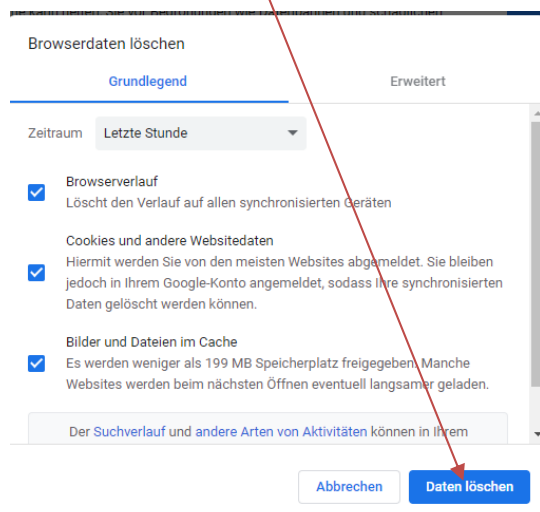 Browserdaten löschen
Grundlegend
Erweitert
Zeitraum Letzte Stunde
Browserverlauf
Löscht den Verlauf auf allen synchronisierten Geräten
Cookies und andere Websitedaten
Hiermit werden Sie von den meisten Websites abgemeldet. Sie bleiben
jedoch in Ihrem Google-Konto angemeldet, sodass Ihre synchronisierten
Daten gelöscht werden können.
Bilder und Dateien im Cache
Es werden weniger als 199 MB Speicherplatz freigegeben. Manche
Websites werden beim nächsten Öffnen eventuell langsamer geladen.
Der Suchverlauf und andere Arten von Aktivitäten können in Ihrem
Abbrechen
Daten löschen